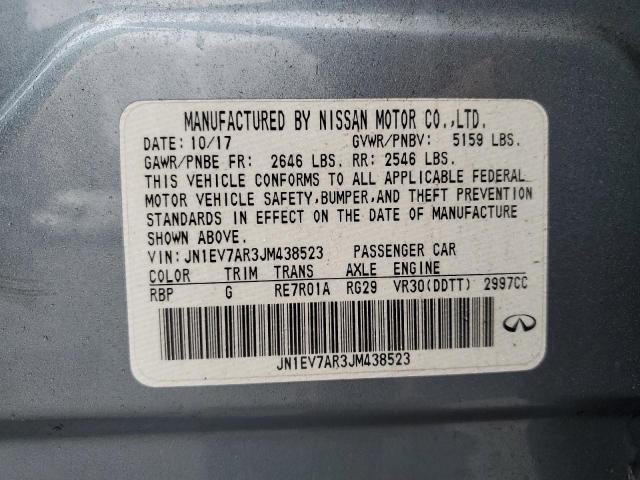 MANUFACTURED BY NISSAN MOTOR CO.,LTD.
DATE: 10/17 GVWR/PNBV: 5159 LBS.
GAWR/PNBE FR: 2646 LBS. RR: 2546 LBS.
THIS VEHICLE CONFORMS TO ALL APPLICABLE FEDERAL
MOTOR VEHICLE SAFETY,BUMPER,AND THEFT PREVENTION
STANDARDS IN EFFECT ON THE DATE OF MANUFACTURE
SHOWN ABOVE.
VIN: JN1EV7AR3JM438523 PASSENGER CAR
COLOR TRIM TRANS AXLE ENGINE
RBP G RE7R01A RG29 VR30(DDTT) 2997CC
JN1EV7AR3JM438523